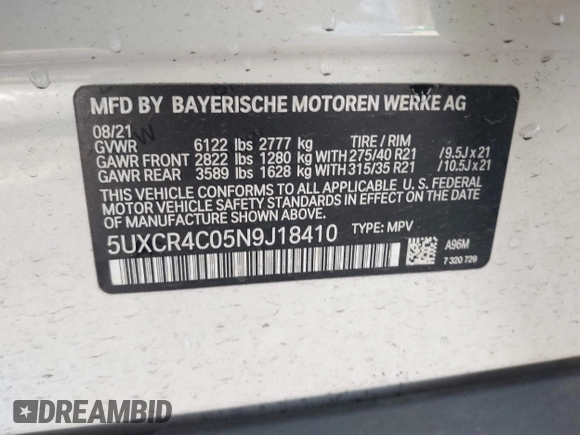 MFD BY BAYERISCHE MOTOREN WERKE AG
08/21
GVWR 6122 lbs 2777 kg TIRE / RIM
GAWR FRONT 2822 lbs 1280 kg WITH 275/40 R21 /9.5J x 21
GAWR REAR 3589 lbs 1628 kg WITH 315/35 R21 /10.5J x 21
THIS VEHICLE CONFORMS TO ALL APPLICABLE U. S. FEDERAL
MOTOR VEHICLE SAFETY STANDARDS IN EFFECT ON THE DATE
OF MANUFACTURE SHOWN ABOVE.
5UXCR4C05N9J18410 TYPE: MPV
A96M
7 320 729
DREAMBID